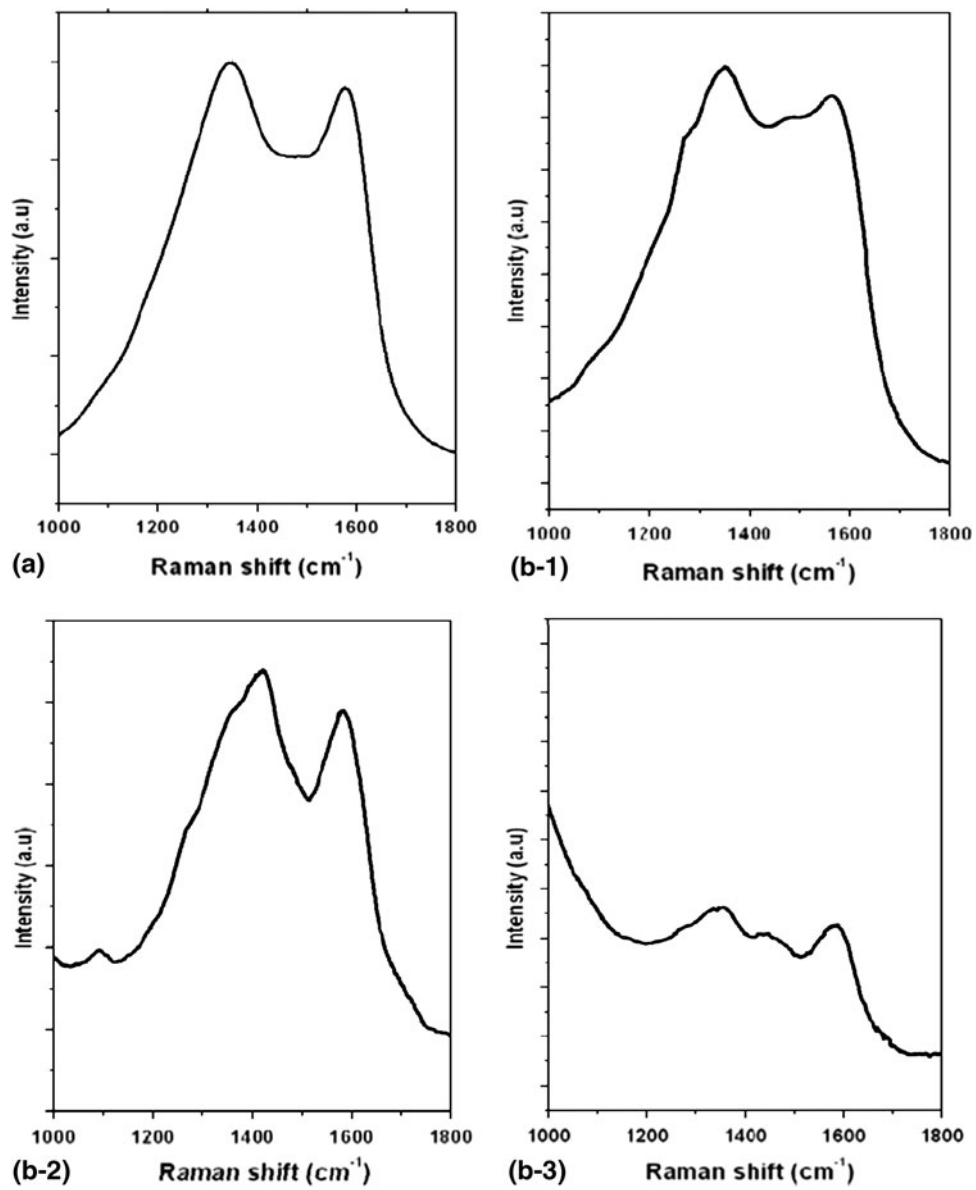 Intensity (a.u)
1000 1200 1400 1600 1800
(a) Raman shift (cm-1)
Intensity (a.u)
1000 1200 1400 1600 1800
(b-1) Raman shift (cm-1)
Intensity (a.u)
1000 1200 1400 1600 1800
(b-2) Raman shift (cm-1)
Intensity (a.u)
1000 1200 1400 1600 1800
(b-3) Raman shift (cm-1)